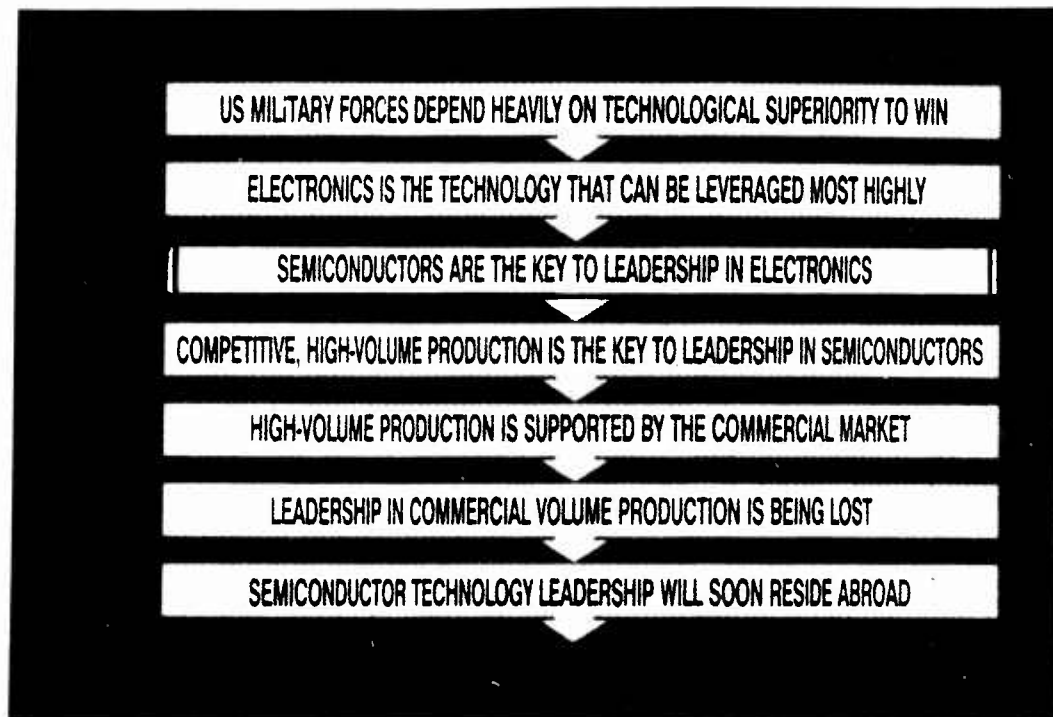 US MILITARY FORCES DEPEND HEAVILY ON TECHNOLOGICAL SUPERIORITY TO WIN
ELECTRONICS IS THE TECHNOLOGY THAT CAN BE LEVERAGED MOST HIGHLY
SEMICONDUCTORS ARE THE KEY TO LEADERSHIP IN ELECTRONICS
COMPETITIVE, HIGH-VOLUME PRODUCTION IS THE KEY TO LEADERSHIP IN SEMICONDUCTORS
HIGH-VOLUME PRODUCTION IS SUPPORTED BY THE COMMERCIAL MARKET
LEADERSHIP IN COMMERCIAL VOLUME PRODUCTION IS BEING LOST
SEMICONDUCTOR TECHNOLOGY LEADERSHIP WILL SOON RESIDE ABROAD